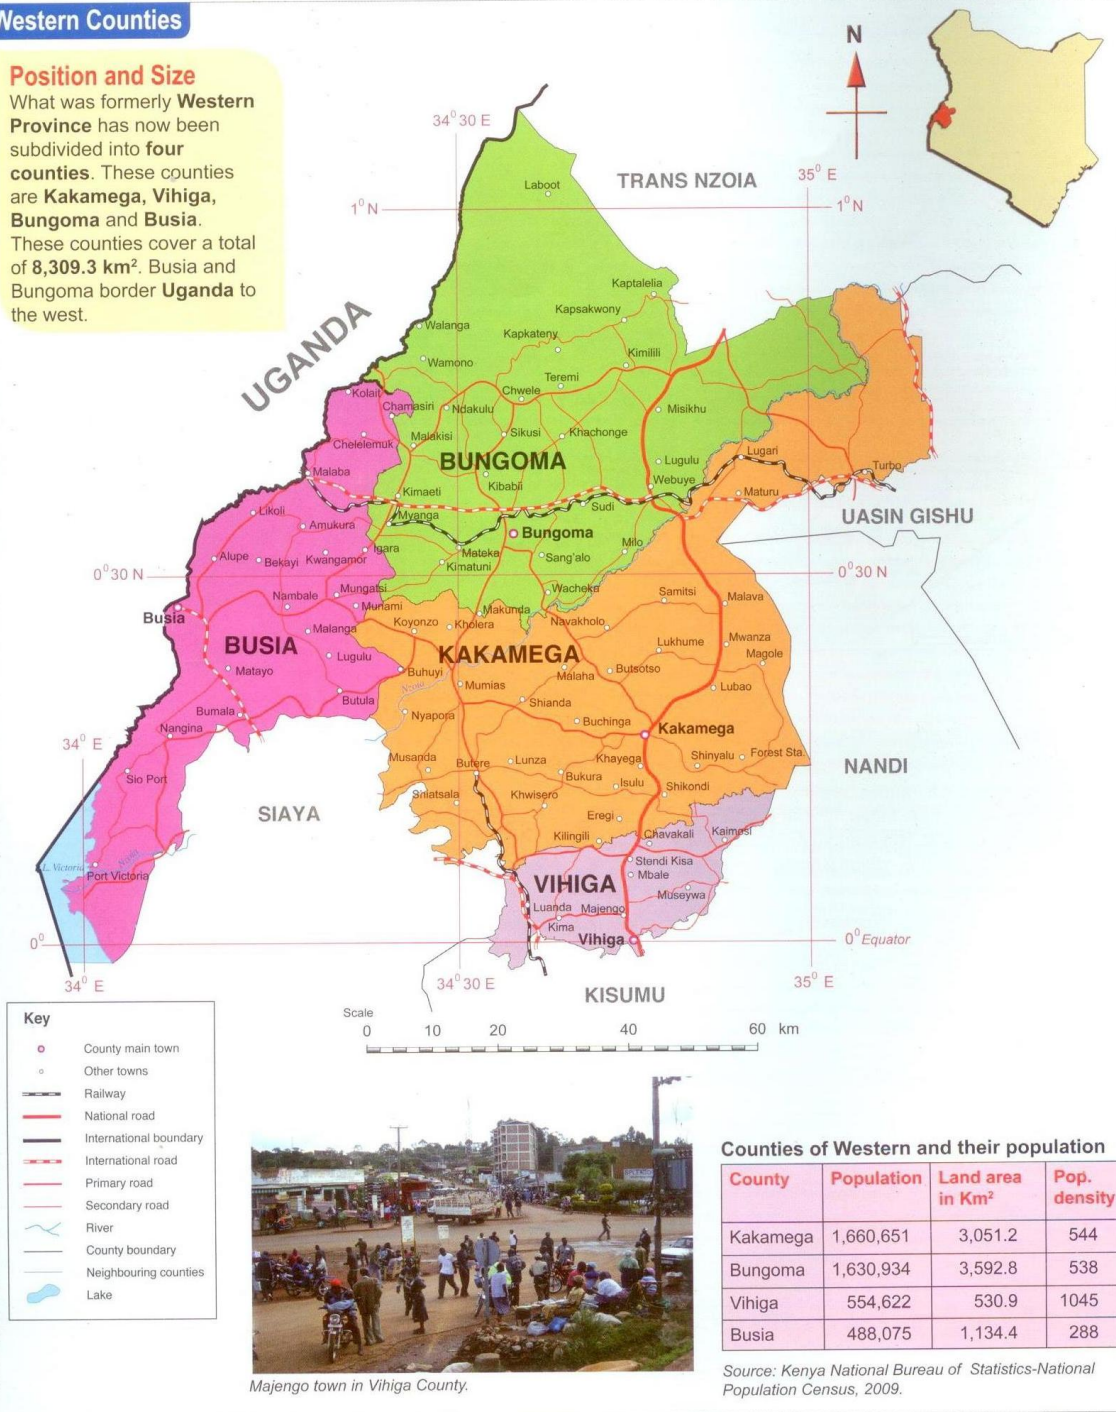 Western Counties
Position and Size
What was formerly Western
Province has now been
subdivided into four
counties. These counties
are Kakamega, Vihiga,
Bungoma and Busia.
These counties cover a total
of 8,309.3 km².  Busia and
Bungoma border Uganda to
the west.
N
34° 30 E
35° E
TRANS NZOIA
Laboot
1° N
1° N
Kaptalelia
Kapsakwony
Walanga
Kapkateny
UGANDA
Wamono
Kimilili
Teremi
Kolait
Chwele
Chamasiri
Ndakulu
Misikhu
Malakisi
Sikusi
Khachonge
Chelelemuk
BUNGOMA
Lugari
Lugulu
Malaba
Turbo
Kibabii
Webuye
Kimaeti
Maturu
Likoli
Myanga
Sudi
UASIN GISHU
Amukura
Bungoma
Igara
Milo
Alupe
Bekayi
Kwangamor
Mateka
Sang'alo
Kimatuni
0° 30 N
0° 30 N
Mungatsi
Wacheka
Samitsi
Nambale
Malava
Busia
Munami
Makunda
Malanga
Koyonzo
Kholera
Navakholo
BUSIA
Lukhume
Mwanza
Lugulu
KAKAMEGA
Magole
Matayo
Buhuyi
Malaha
Butsotso
Nzoia
Mumias
Lubao
Butula
Shianda
Bumala
Nyapora
Buchinga
Nangina
Kakamega
34° E
Musanda
Butere
Lunza
Khayega
Shinyalu
Forest Sta.
NANDI
Sio Port
Bukura
Isulu
Shikondi
Shiatsala
Khwisero
SIAYA
Eregi
Kilingili
Chavakali
Kaimosi
L. Victoria
Nzoia
Stendi Kisa
Port Victoria
VIHIGA
Mbale
Museywa
Luanda
Majengo
Kima
0°
Vihiga
0° Equator
34° E
34° 30 E
35° E
KISUMU
Scale
0 10 20 40 60 km
Key
County main town
Other towns
Railway
National road
International boundary
International road
Primary road
Secondary road
River
County boundary
Neighbouring counties
Lake
Majengo town in Vihiga County.
Counties of Western and their population
County Population Land area in Km² Pop. density
Kakamega 1,660,651 3,051.2 544
Bungoma 1,630,934 3,592.8 538
Vihiga 554,622 530.9 1045
Busia 488,075 1,134.4 288
Source: Kenya National Bureau of Statistics-National
Population Census, 2009.